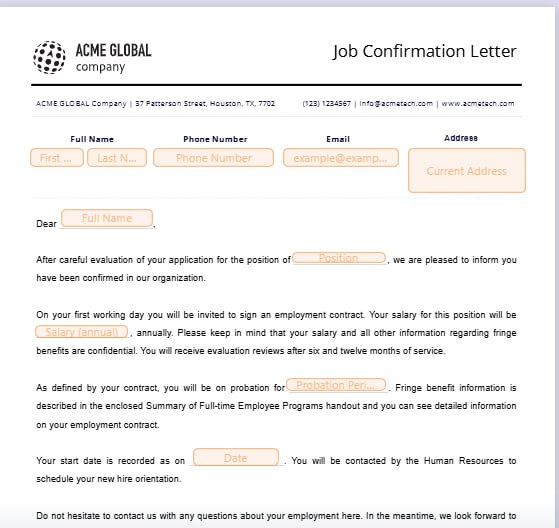 ACME GLOBAL
company
Job Confirmation Letter
ACME GLOBAL Company | 37 Patterson Street, Houston, TX, 7702 (123) 1234567 | info@acmetech.com | www.acmetech.com
Full Name Phone Number Email Address
First ... Last N... Phone Number example@examp... Current Address
Dear Full Name ,
After careful evaluation of your application for the position of Position , we are pleased to inform you
have been confirmed in our organization.
On your first working day you will be invited to sign an employment contract. Your salary for this position will be
Salary (annual) , annually. Please keep in mind that your salary and all other information regarding fringe
benefits are confidential. You will receive evaluation reviews after six and twelve months of service.
As defined by your contract, you will be on probation for Probation Peri... . Fringe benefit information is
described in the enclosed Summary of Full-time Employee Programs handout and you can see detailed information
on your employment contract.
Your start date is recorded as on Date . You will be contacted by the Human Resources to
schedule your new hire orientation.
Do not hesitate to contact us with any questions about your employment here. In the meantime, we look forward to